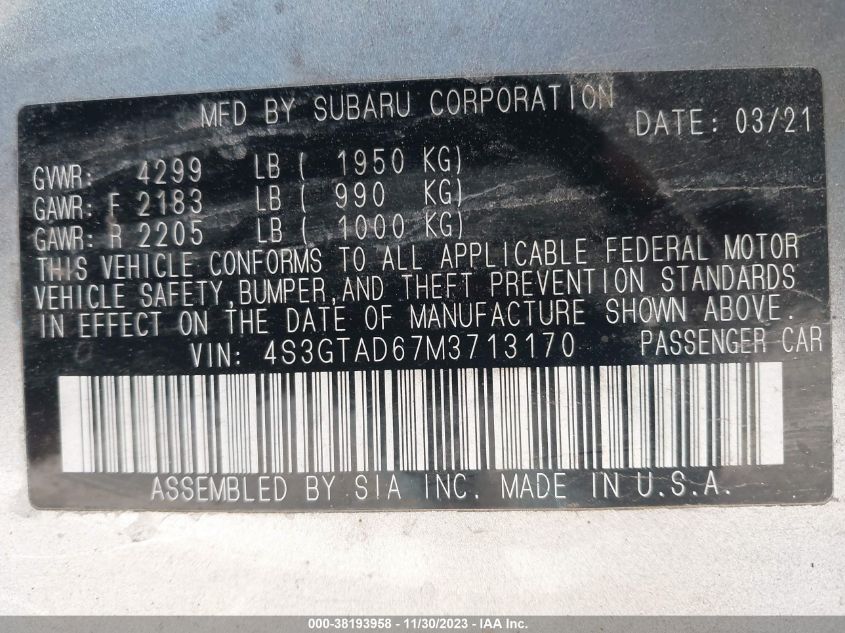 MFD BY SUBARU CORPORATION
DATE: 03/21
GVWR: 4299 LB ( 1950 KG)
GAWR: F 2183 LB ( 990 KG)
GAWR: R 2205 LB ( 1000 KG)
THIS VEHICLE CONFORMS TO ALL APPLICABLE FEDERAL MOTOR
VEHICLE SAFETY, BUMPER, AND THEFT PREVENTION STANDARDS
IN EFFECT ON THE DATE OF MANUFACTURE SHOWN ABOVE.
VIN: 4S3GTAD67M3713170 PASSENGER CAR
ASSEMBLED BY SIA INC. MADE IN U.S.A.
000-38193958 - 11/30/2023 - IAA Inc.